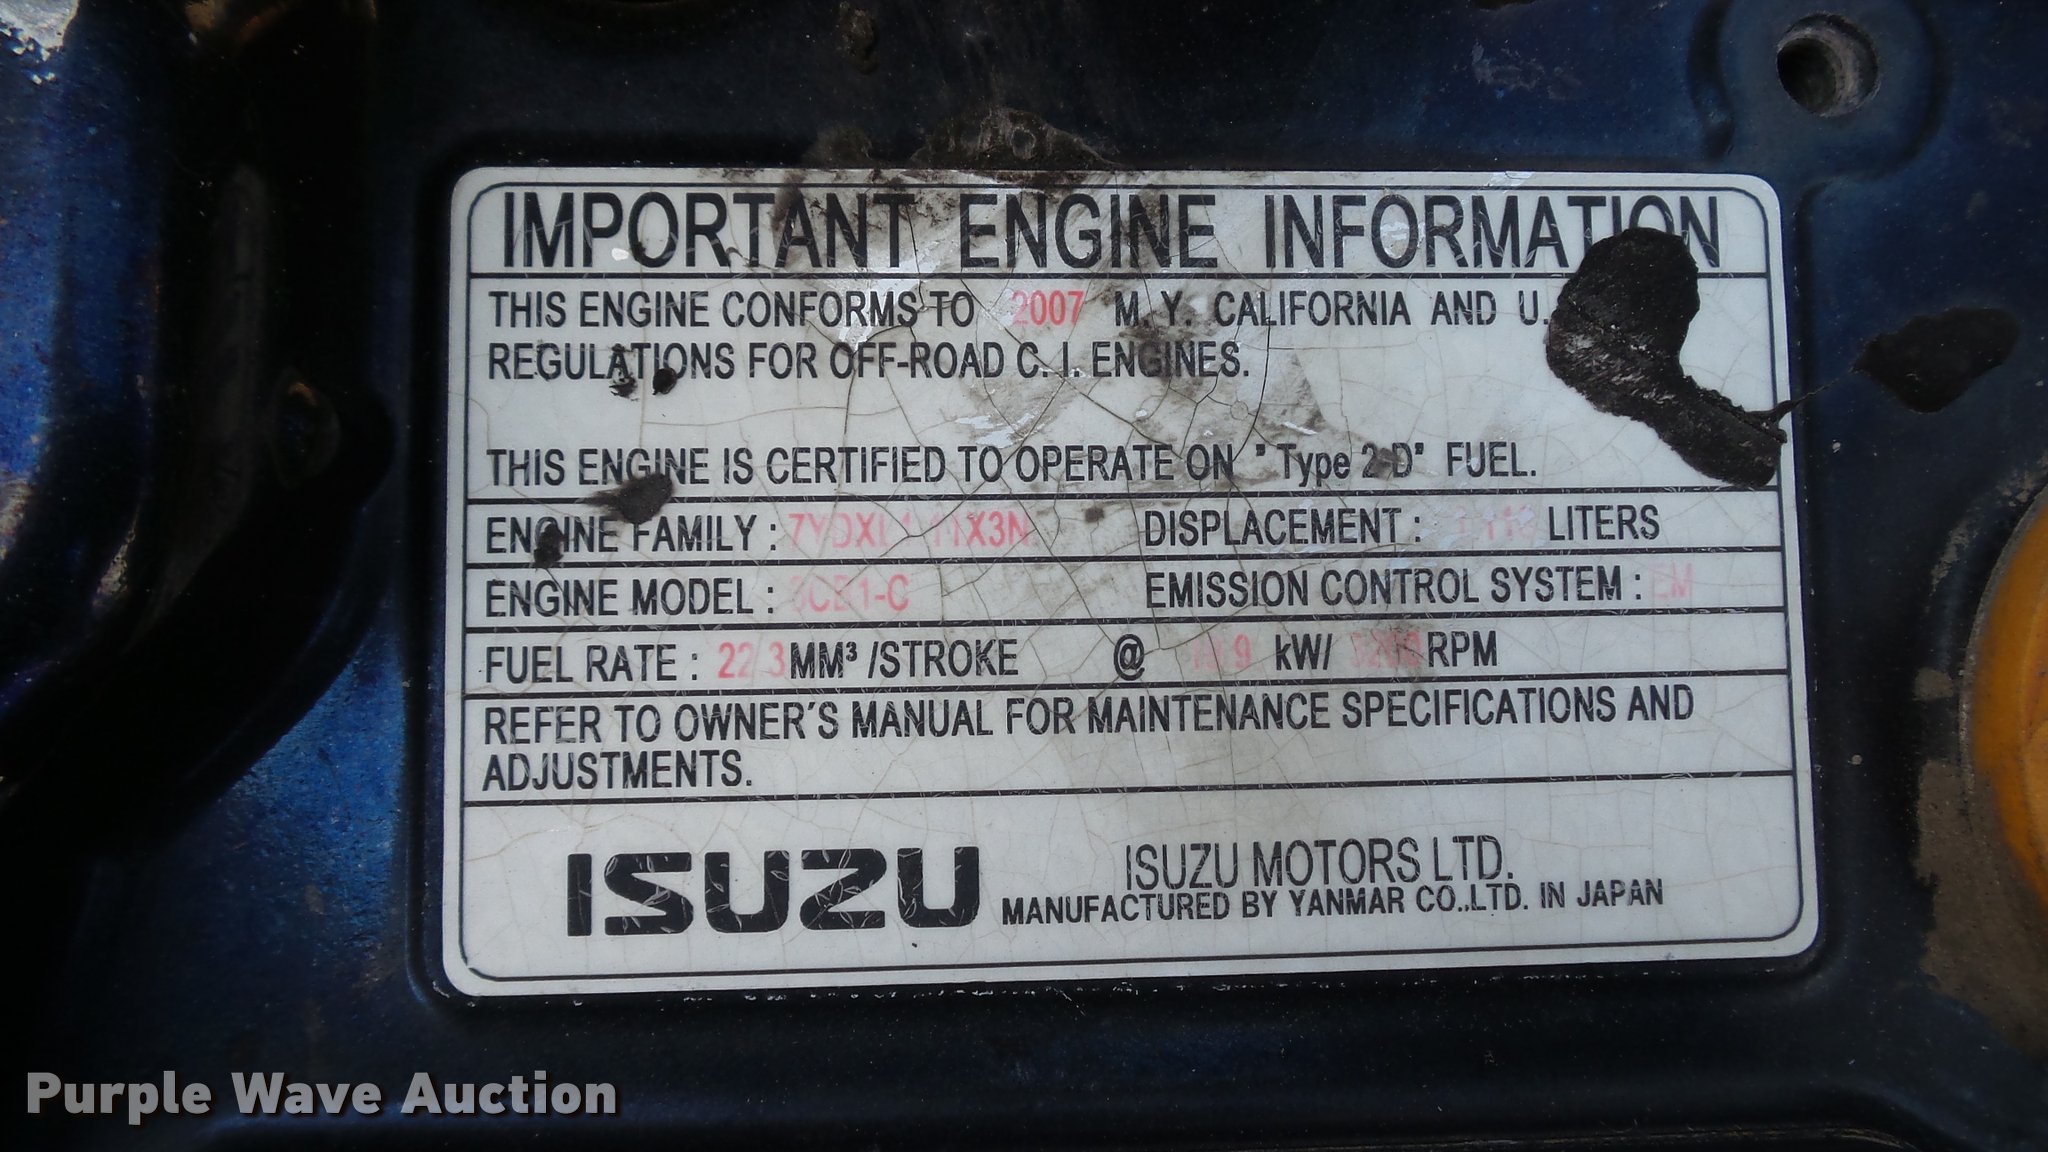 IMPORTANT ENGINE INFORMATION
THIS ENGINE CONFORMS TO 2007 M. Y. CALIFORNIA AND U.
REGULATIONS FOR OFF-ROAD C. I. ENGINES.
THIS ENGINE IS CERTIFIED TO OPERATE ON "Type 2-D" FUEL.
ENGINE FAMILY : DISPLACEMENT : LITERS
ENGINE MODEL : EMISSION CONTROL SYSTEM : EM
FUEL RATE : 22.3 MM³ /STROKE @ kW/ RPM
REFER TO OWNER'S MANUAL FOR MAINTENANCE SPECIFICATIONS AND
ADJUSTMENTS.
ISUZU ISUZU MOTORS LTD.
MANUFACTURED BY YANMAR CO.,LTD. IN JAPAN
Purple Wave Auction